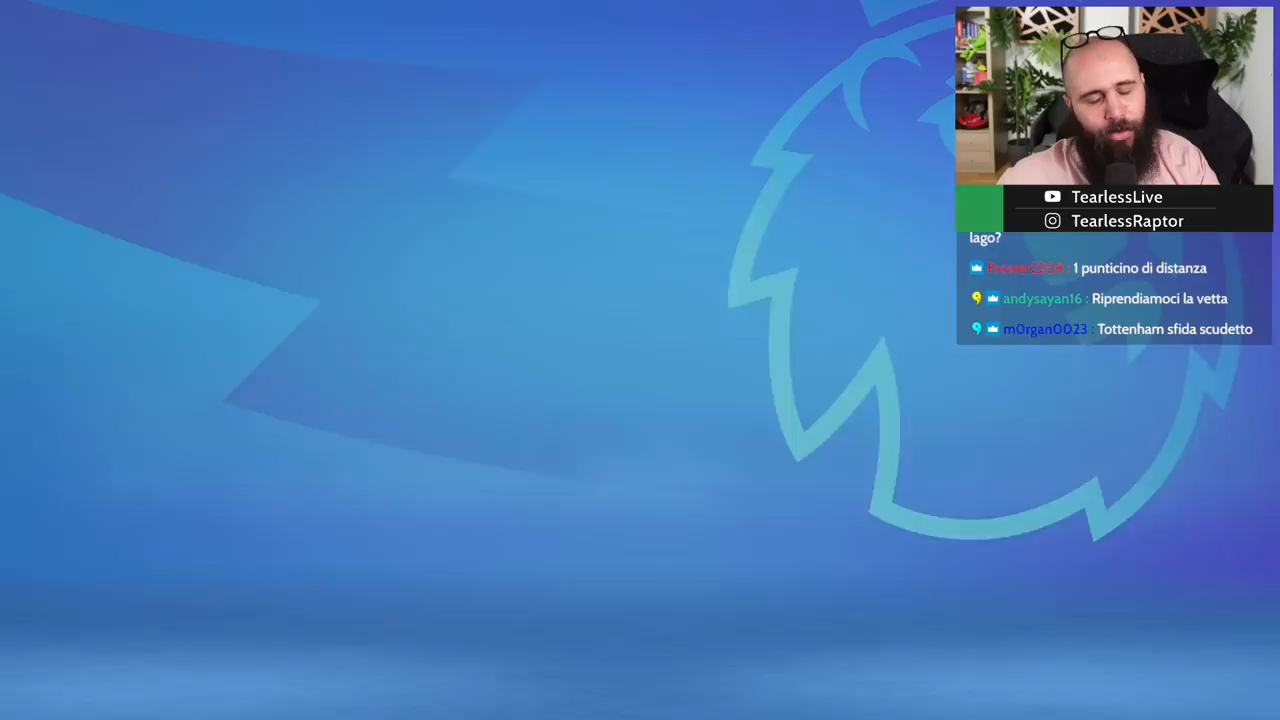 TearlessLive
TearlessRaptor
lago?
1 punticino di distanza
andysayan16 : Riprendiamoci la vetta
m0rgan0023 : Tottenham sfida scudetto